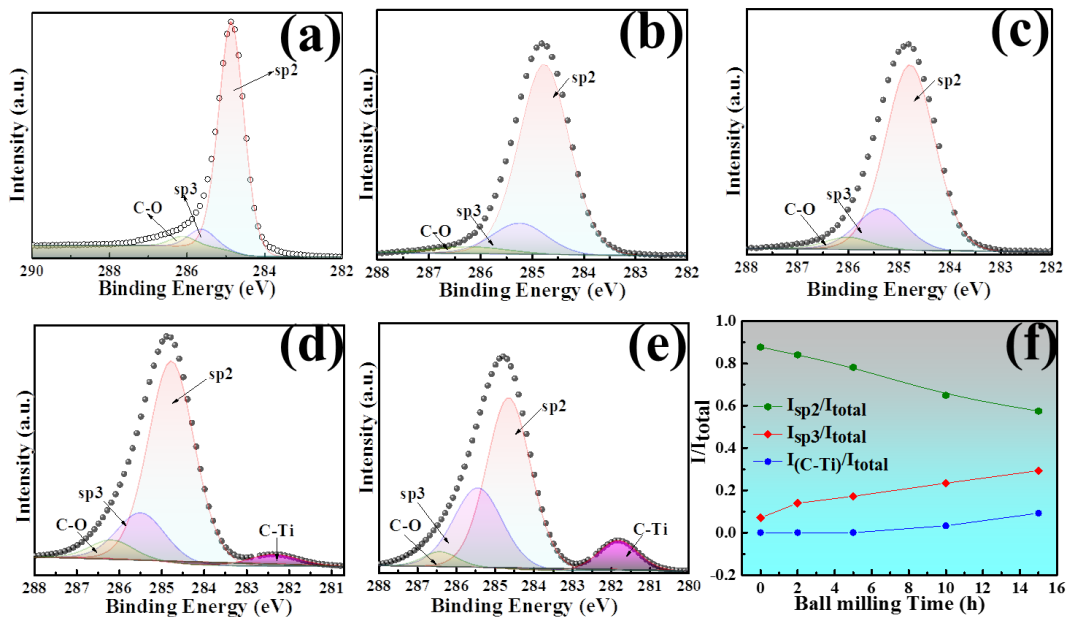 (a)
sp2
sp3
C-O
Intensity (a.u.)
290 288 286 284 282
Binding Energy (eV)
(b)
sp2
sp3
C-O
Intensity (a.u.)
288 287 286 285 284 283 282
Binding Energy (eV)
(c)
sp2
sp3
C-O
Intensity (a.u.)
288 287 286 285 284 283 282
Binding Energy (eV)
(d)
sp2
sp3
C-O
C-Ti
Intensity (a.u.)
288 287 286 285 284 283 282 281
Binding Energy (eV)
(e)
sp2
sp3
C-O
C-Ti
Intensity (a.u.)
288 287 286 285 284 283 282 281 280
Binding Energy (eV)
(f)
1.0
0.8
0.6
0.4
0.2
0.0
-0.2
I/Itotal
Isp2/Itotal
Isp3/Itotal
I(C-Ti)/Itotal
0 2 4 6 8 10 12 14 16
Ball milling Time (h)